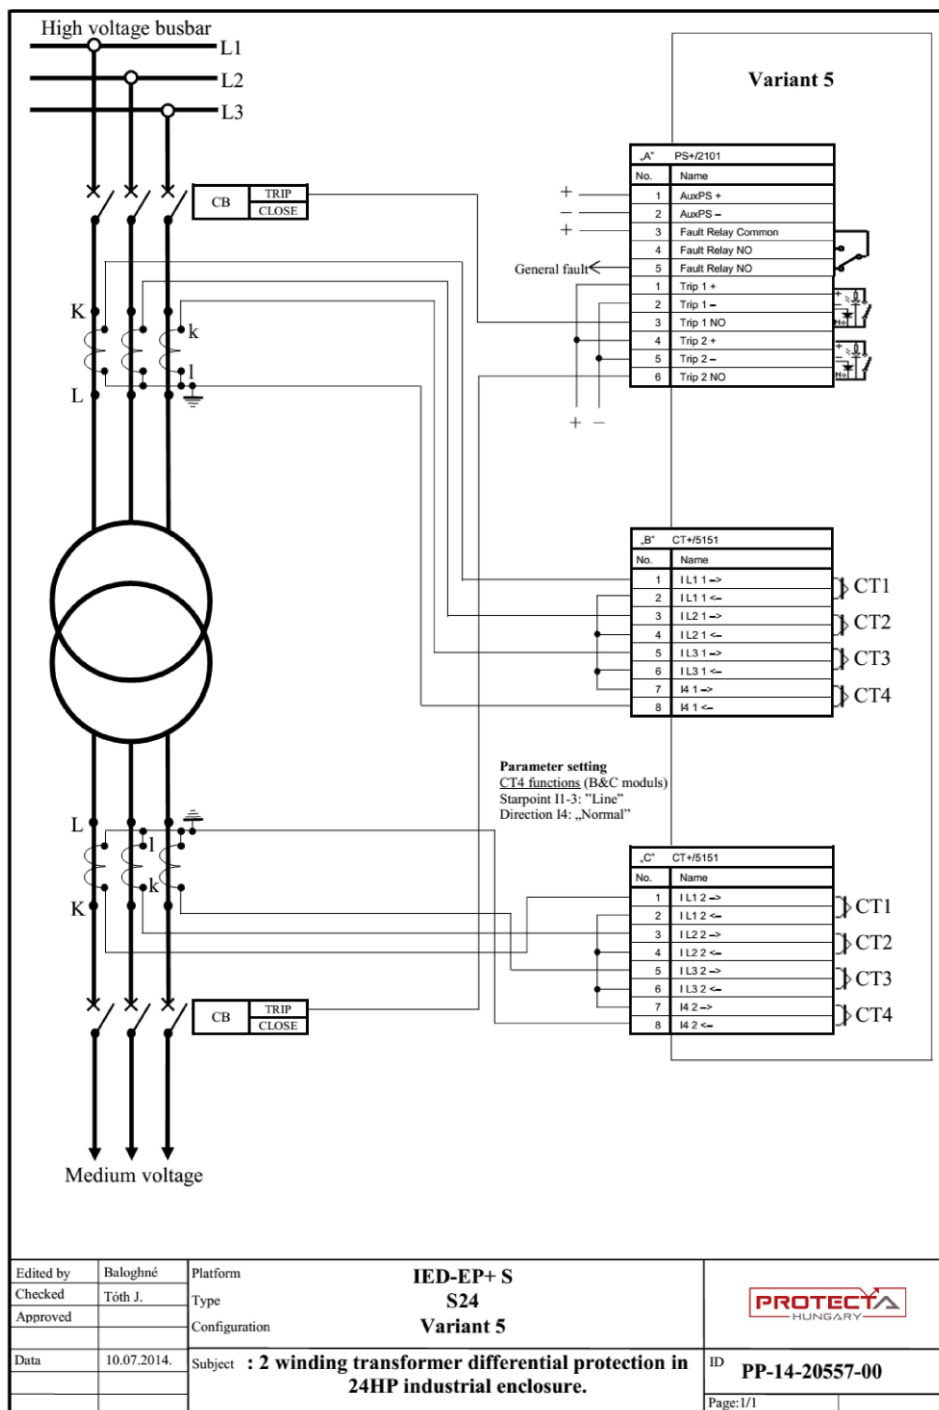 High voltage busbar
L1
L2
L3
Variant 5
„A" PS+/2101
No. Name
1 AuxPS +
2 AuxPS –
3 Fault Relay Common
4 Fault Relay NO
5 Fault Relay NO
1 Trip 1 +
2 Trip 1 –
3 Trip 1 NO
4 Trip 2 +
5 Trip 2 –
6 Trip 2 NO
+
–
+
General fault
+ –
CB TRIP
CLOSE
K
k
l
L
„B" CT+/5151
No. Name
1 I L1 1 –>
2 I L1 1 <–
3 I L2 1 –>
4 I L2 1 <–
5 I L3 1 –>
6 I L3 1 <–
7 I4 1 –>
8 I4 1 <–
CT1
CT2
CT3
CT4
Parameter setting
CT4 functions (B&C moduls)
Starpoint I1-3: "Line"
Direction I4: „Normal"
L
l
k
K
„C" CT+/5151
No. Name
1 I L1 2 –>
2 I L1 2 <–
3 I L2 2 –>
4 I L2 2 <–
5 I L3 2 –>
6 I L3 2 <–
7 I4 2 –>
8 I4 2 <–
CT1
CT2
CT3
CT4
CB TRIP
CLOSE
Medium voltage
Edited by Baloghné
Checked Tóth J.
Approved
Data 10.07.2014.
Platform IED-EP+ S
Type S24
Configuration Variant 5
Subject : 2 winding transformer differential protection in
24HP industrial enclosure.
PROTECTA
HUNGARY
ID PP-14-20557-00
Page:1/1